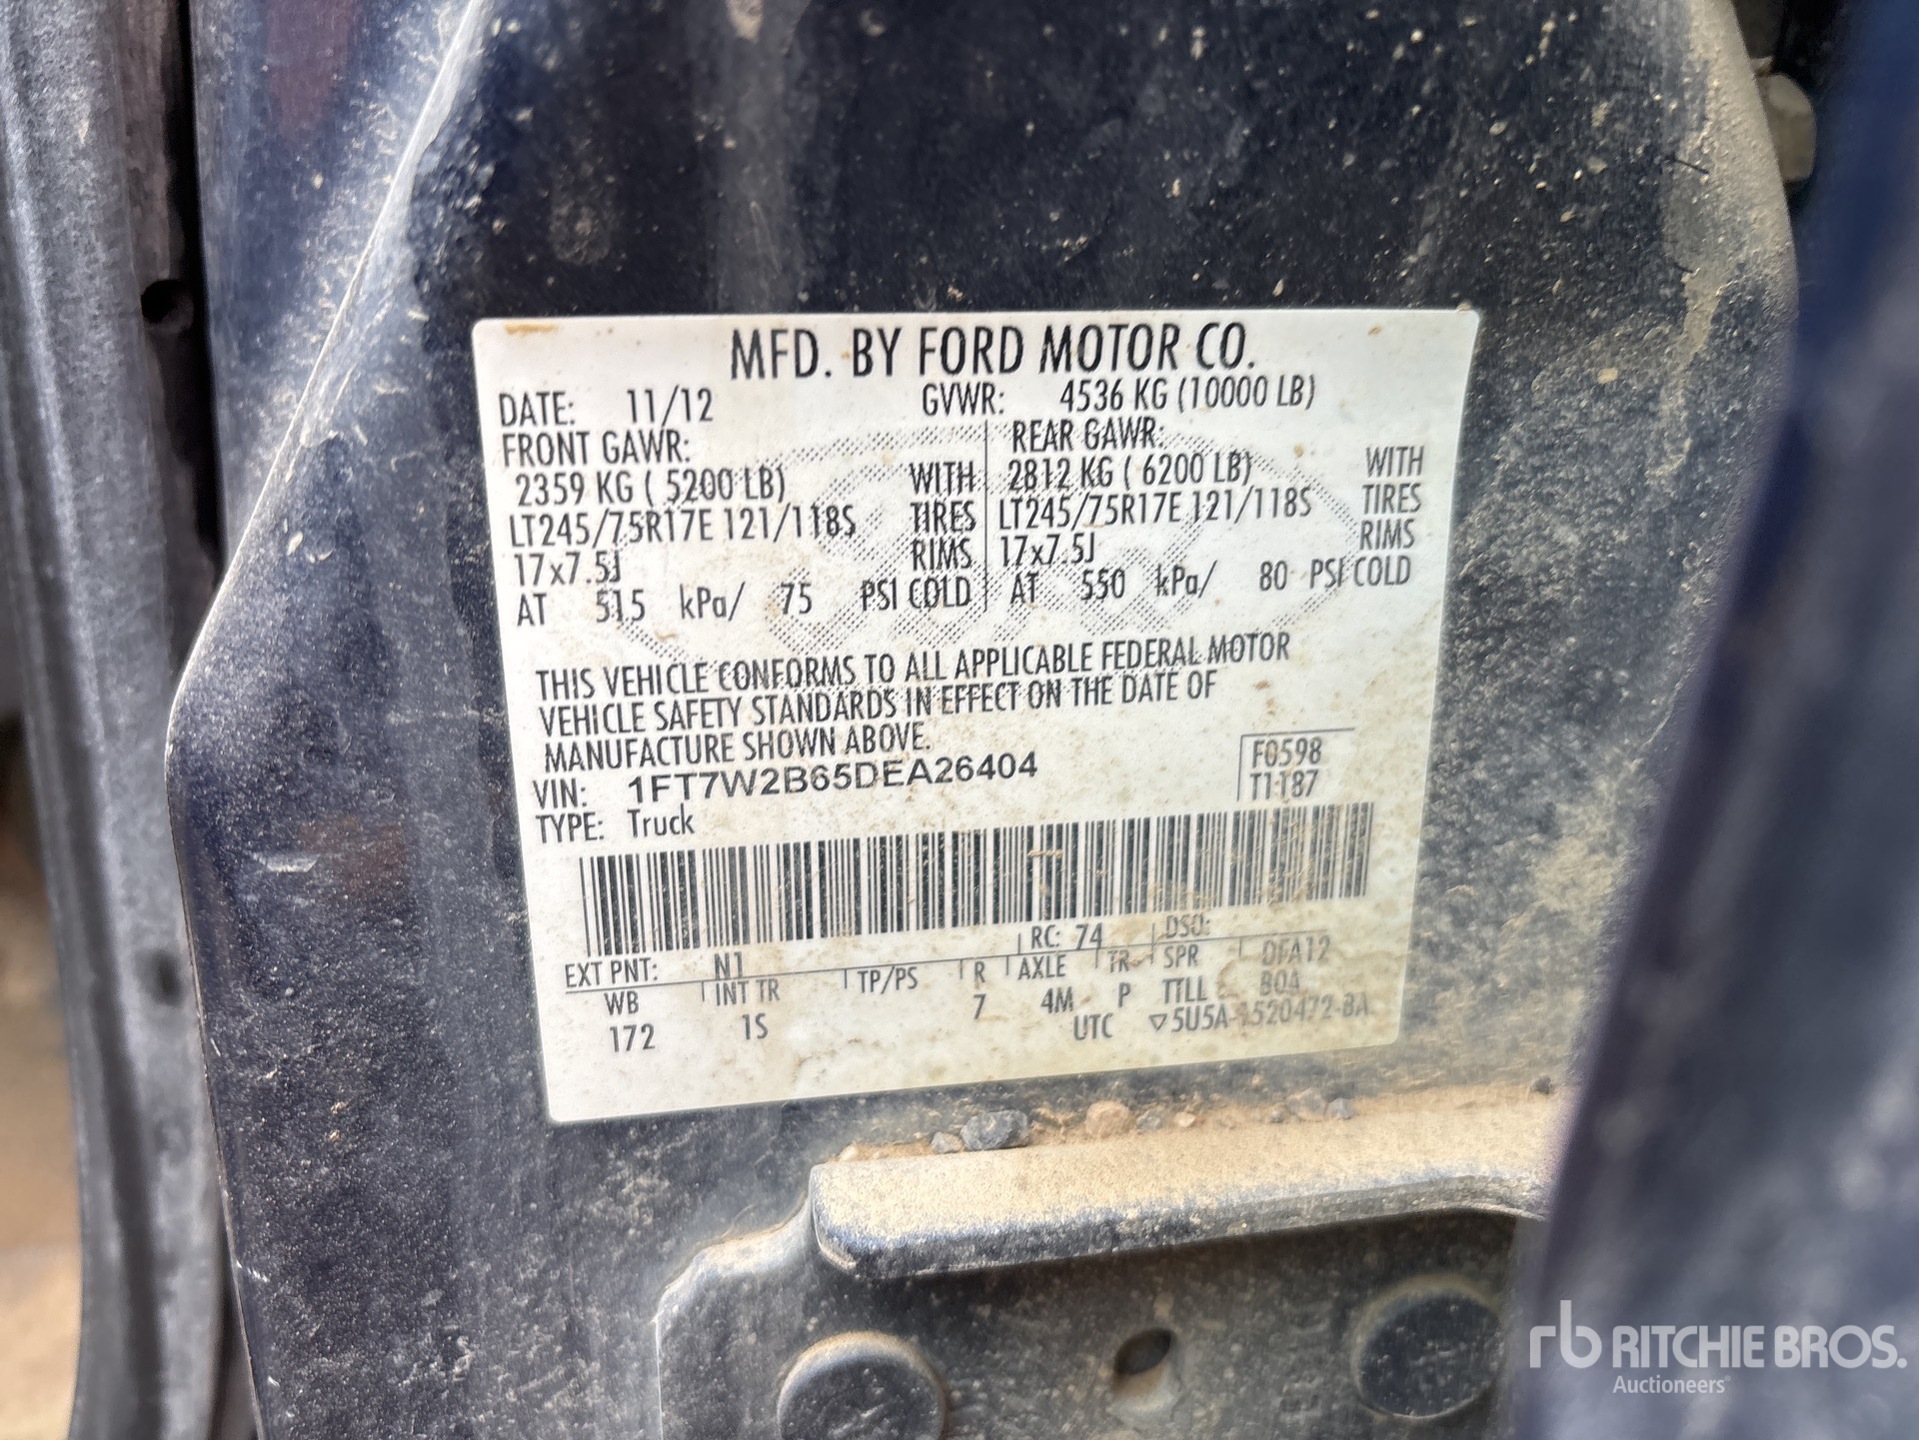 MFD. BY FORD MOTOR CO.
DATE: 11/12 GVWR: 4536 KG (10000 LB)
FRONT GAWR: REAR GAWR:
2359 KG ( 5200 LB) WITH 2812 KG ( 6200 LB) WITH
LT245/75R17E 121/118S TIRES LT245/75R17E 121/118S TIRES
17x7.5J RIMS 17x7.5J RIMS
AT 515 kPa/ 75 PSI COLD AT 550 kPa/ 80 PSI COLD
THIS VEHICLE CONFORMS TO ALL APPLICABLE FEDERAL MOTOR
VEHICLE SAFETY STANDARDS IN EFFECT ON THE DATE OF
MANUFACTURE SHOWN ABOVE.
VIN: 1FT7W2B65DEA26404 F0598
TYPE: Truck T1187
EXT PNT: N1 RC: 74 DSO:
WB INT TR TP/PS R AXLE TR SPR DFA12
172 1S 7 4M P TTLL BOA
UTC ▽5U5A-1520472-BA
rb RITCHIE BROS.
Auctioneers